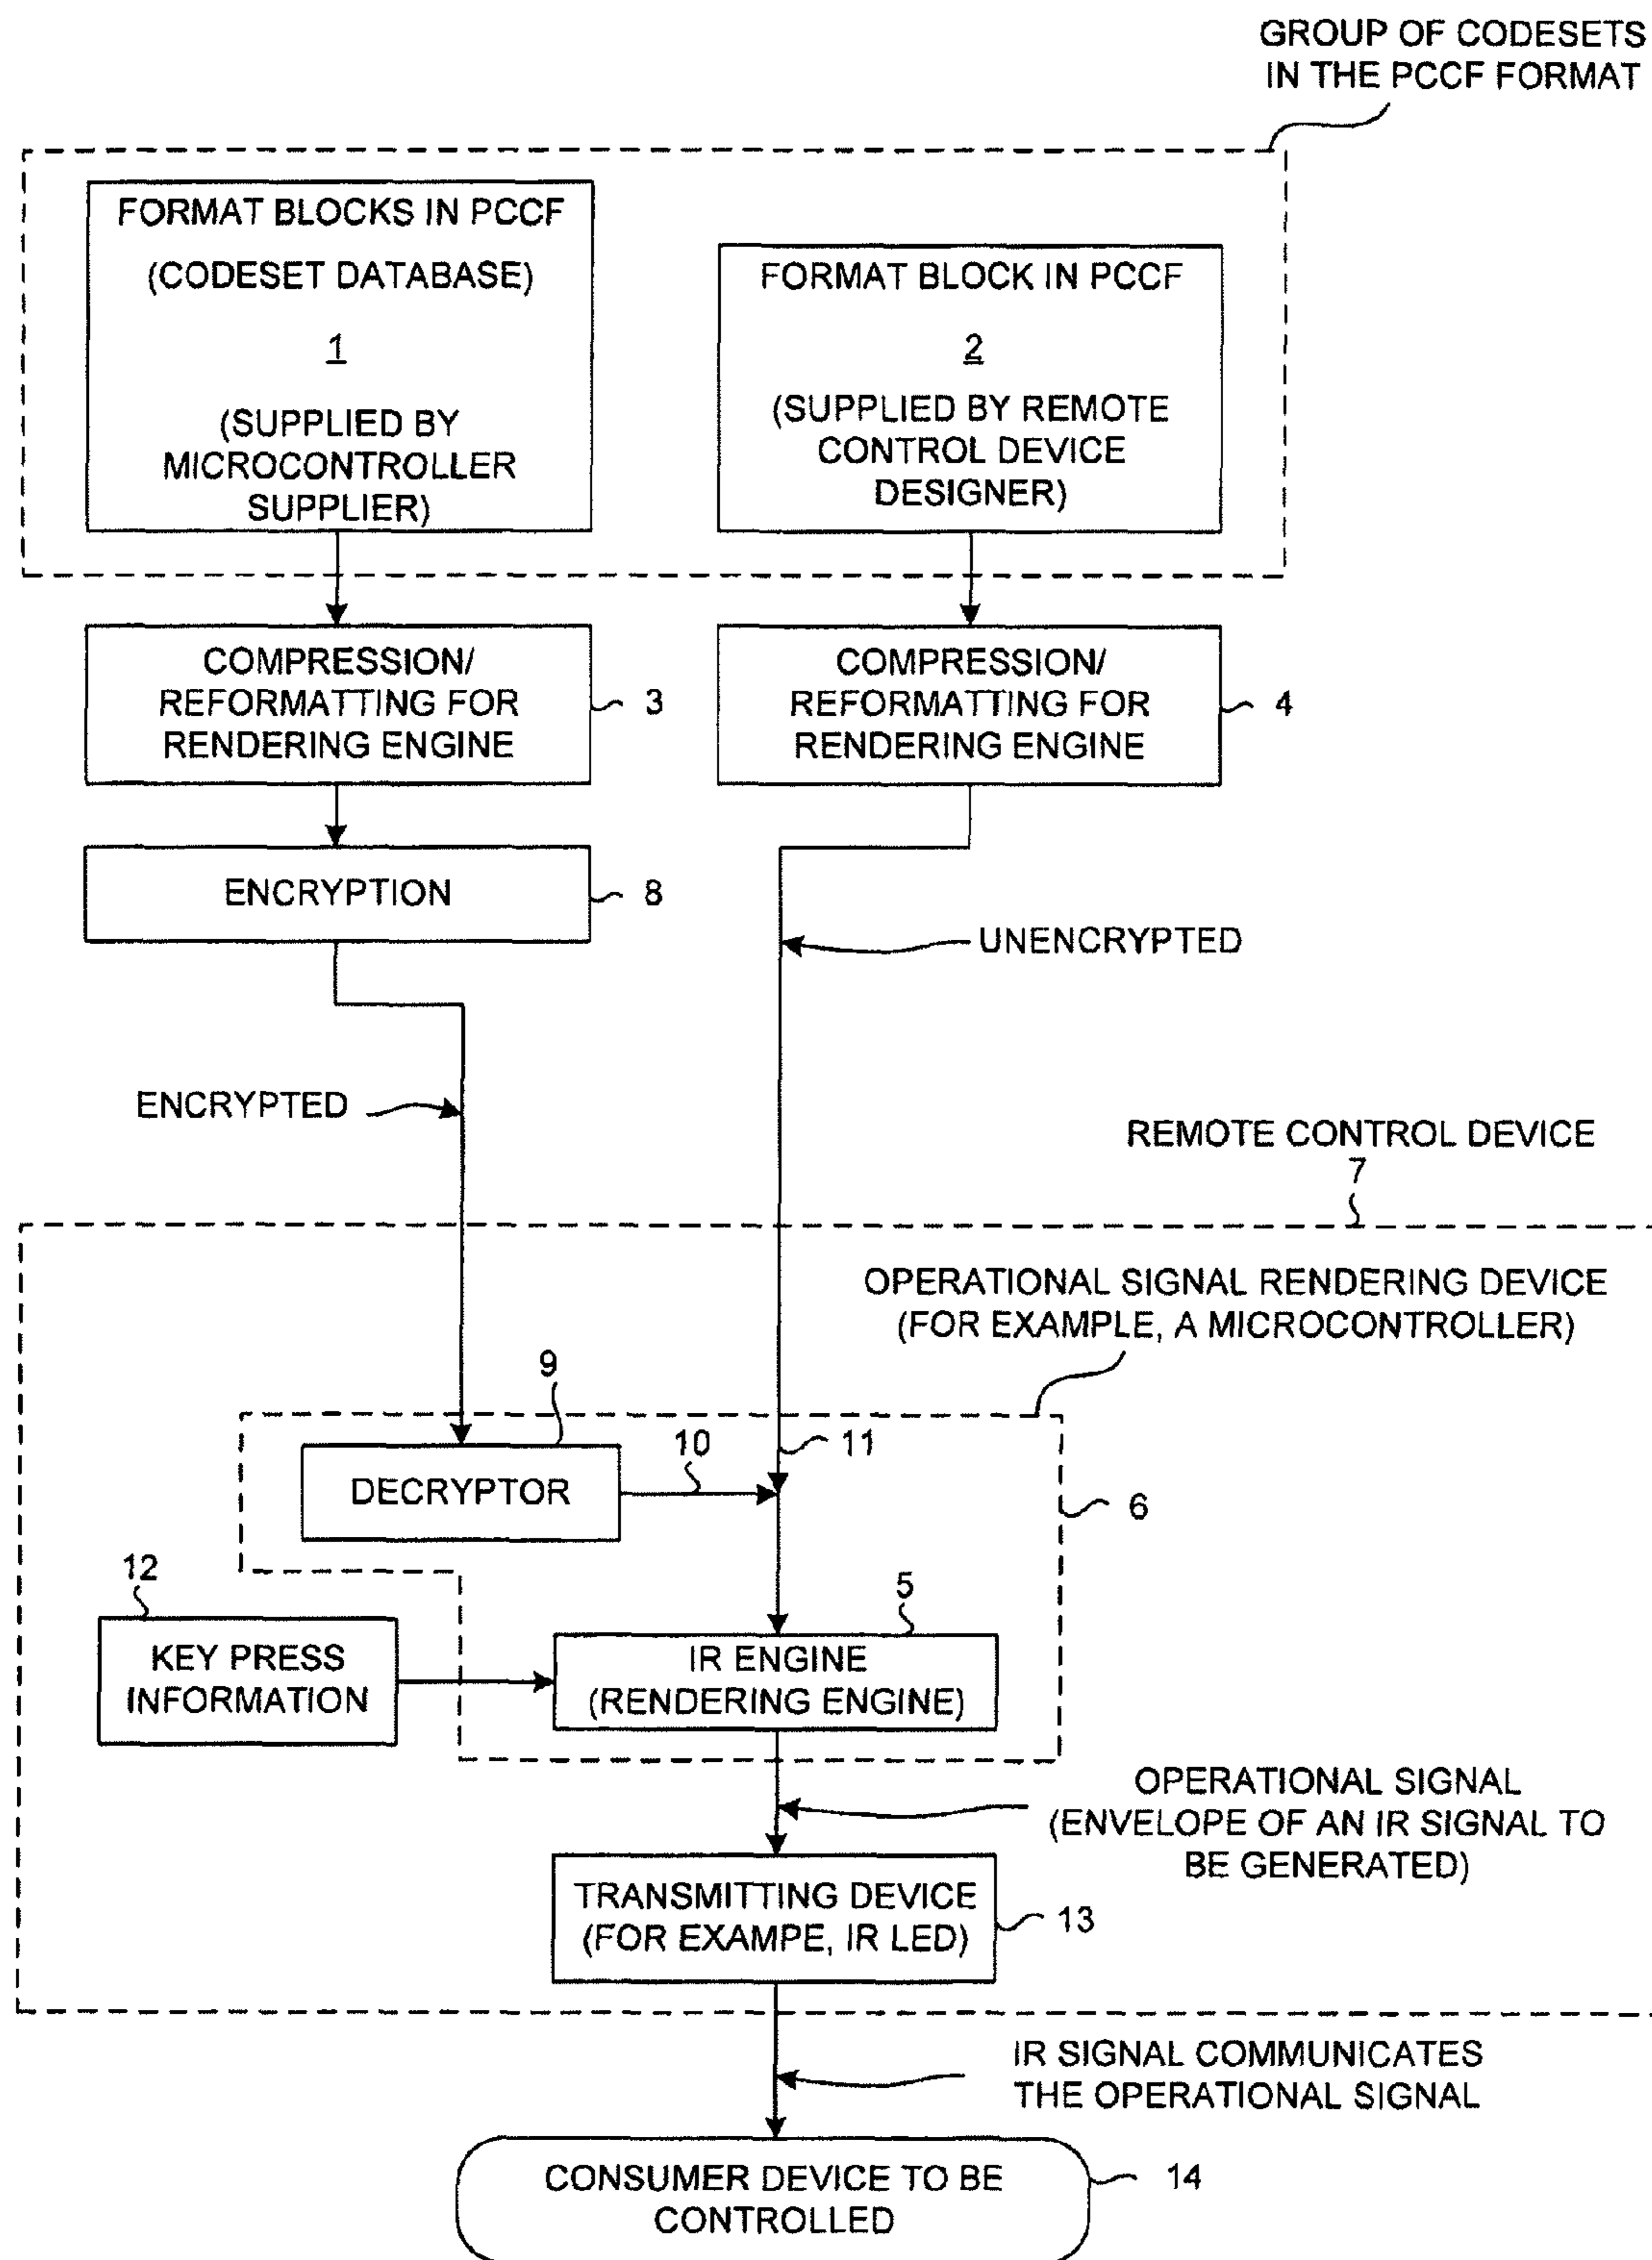 GROUP OF CODESETS
IN THE PCCF FORMAT
FORMAT BLOCKS IN PCCF
(CODESET DATABASE)
1
(SUPPLIED BY
MICROCONTROLLER
SUPPLIER)
FORMAT BLOCK IN PCCF
2
(SUPPLIED BY REMOTE
CONTROL DEVICE
DESIGNER)
COMPRESSION/
REFORMATTING FOR
RENDERING ENGINE
3
COMPRESSION/
REFORMATTING FOR
RENDERING ENGINE
4
ENCRYPTION
8
UNENCRYPTED
ENCRYPTED
REMOTE CONTROL DEVICE
7
OPERATIONAL SIGNAL RENDERING DEVICE
(FOR EXAMPLE, A MICROCONTROLLER)
9
DECRYPTOR
10
11
6
12
KEY PRESS
INFORMATION
5
IR ENGINE
(RENDERING ENGINE)
OPERATIONAL SIGNAL
(ENVELOPE OF AN IR SIGNAL TO
BE GENERATED)
TRANSMITTING DEVICE
(FOR EXAMPE, IR LED)
13
IR SIGNAL COMMUNICATES
THE OPERATIONAL SIGNAL
CONSUMER DEVICE TO BE
CONTROLLED
14